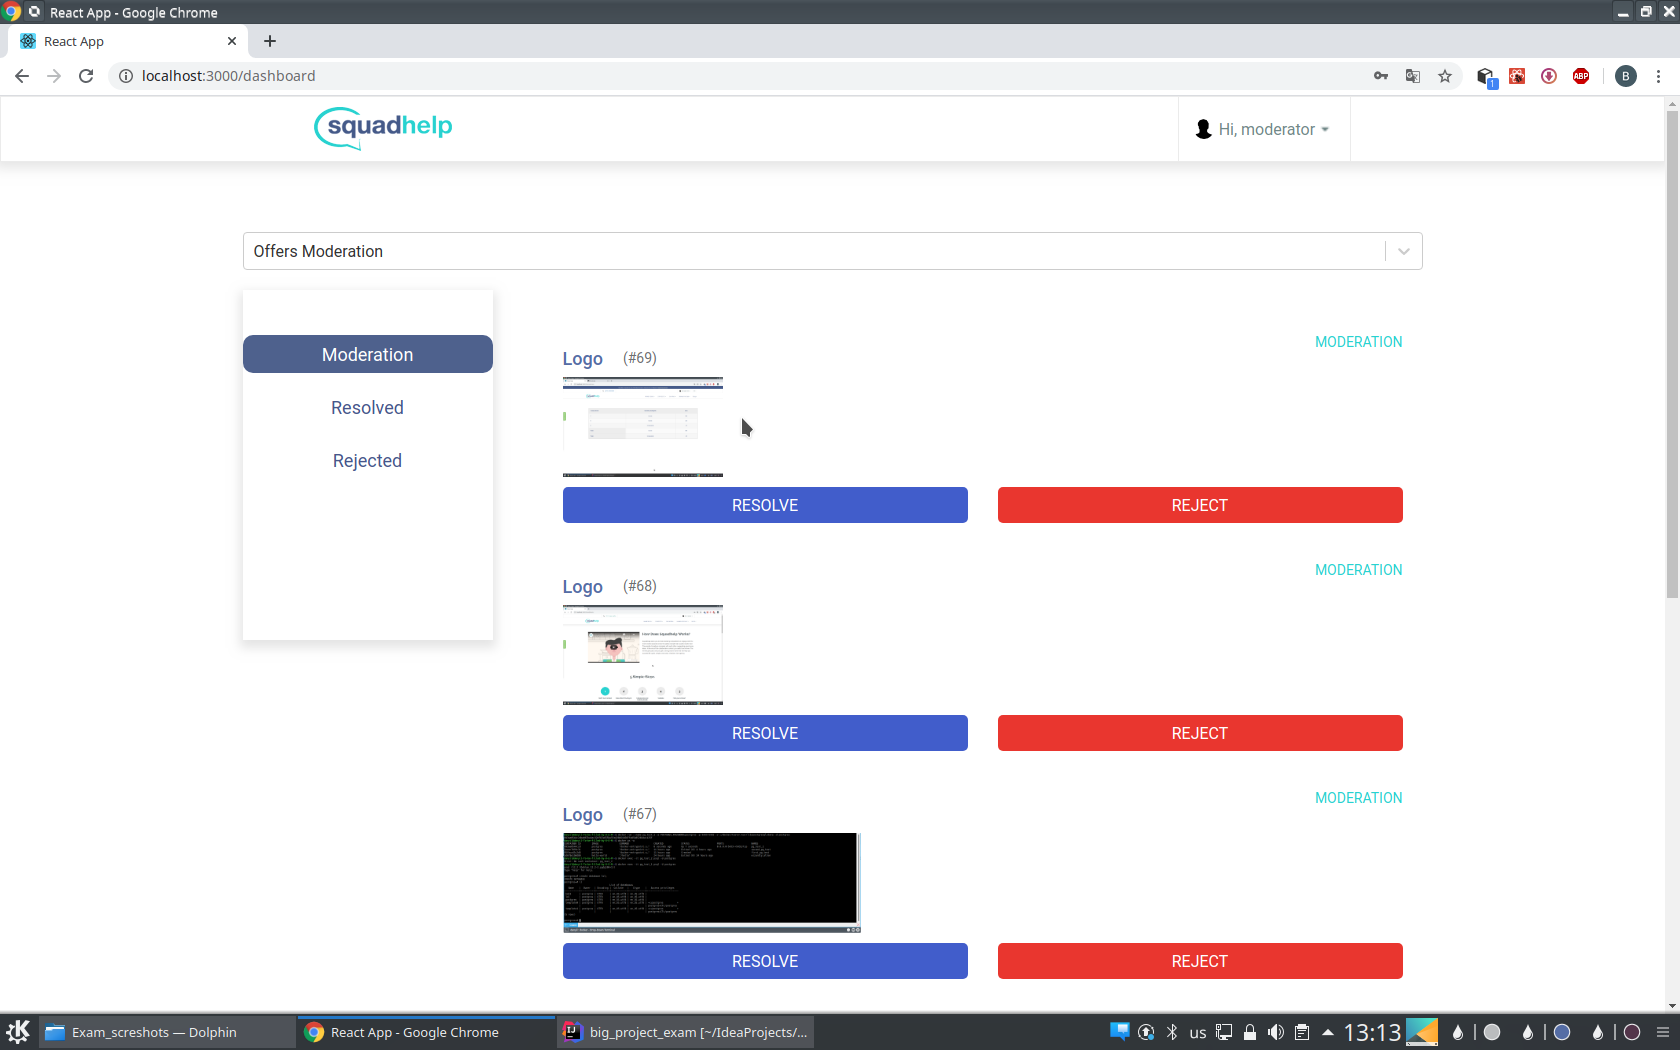 React App - Google Chrome
React App
localhost:3000/dashboard
1
ABP
B
squadhelp
Hi, moderator
Offers Moderation
Moderation
Resolved
Rejected
MODERATION
Logo (#69)
RESOLVE REJECT
MODERATION
Logo (#68)
RESOLVE REJECT
MODERATION
Logo (#67)
RESOLVE REJECT
Exam_screshots — Dolphin
React App - Google Chrome
big_project_exam [~/IdeaProjects/...
us
13:13